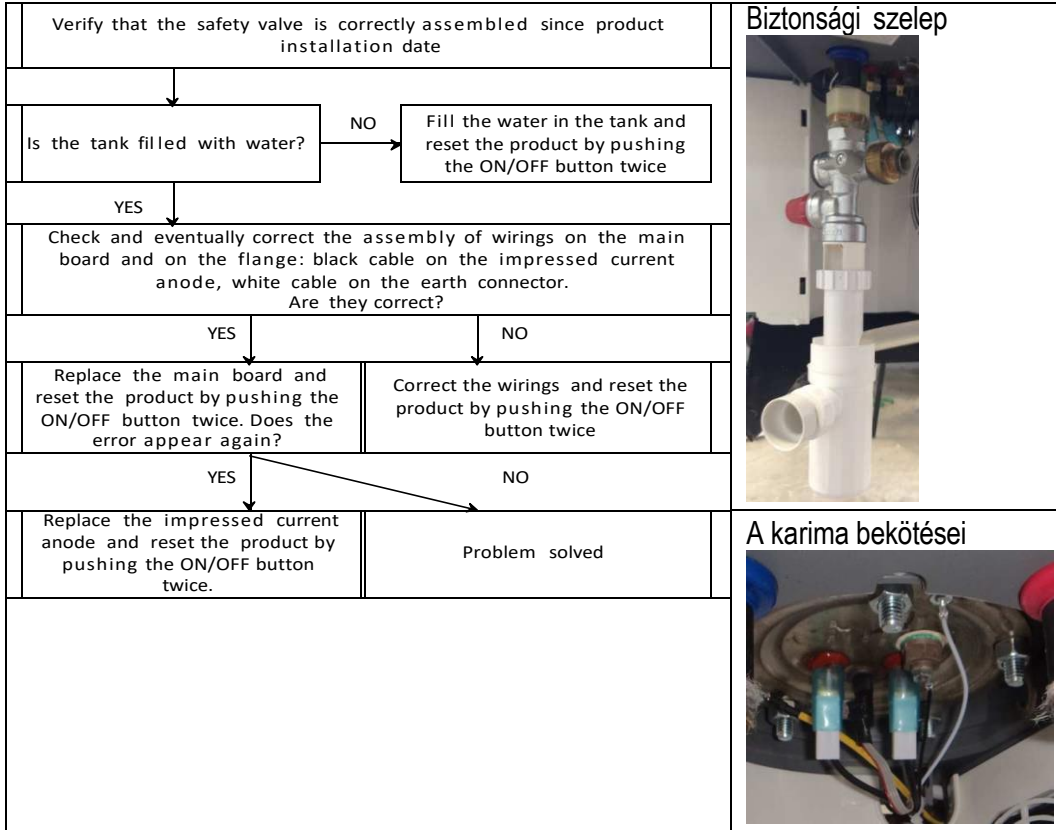 Verify that the safety valve is correctly assembled since product
installation date
Is the tank filled with water?
NO
Fill the water in the tank and
reset the product by pushing
the ON/OFF button twice
YES
Check and eventually correct the assembly of wirings on the main
board and on the flange: black cable on the impressed current
anode, white cable on the earth connector.
Are they correct?
YES
NO
Replace the main board and
reset the product by pushing the
ON/OFF button twice. Does the
error appear again?
Correct the wirings and reset the
product by pushing the ON/OFF
button twice
YES
NO
Replace the impressed current
anode and reset the product by
pushing the ON/OFF button
twice.
Problem solved
Biztonsági szelep
A karima bekötései